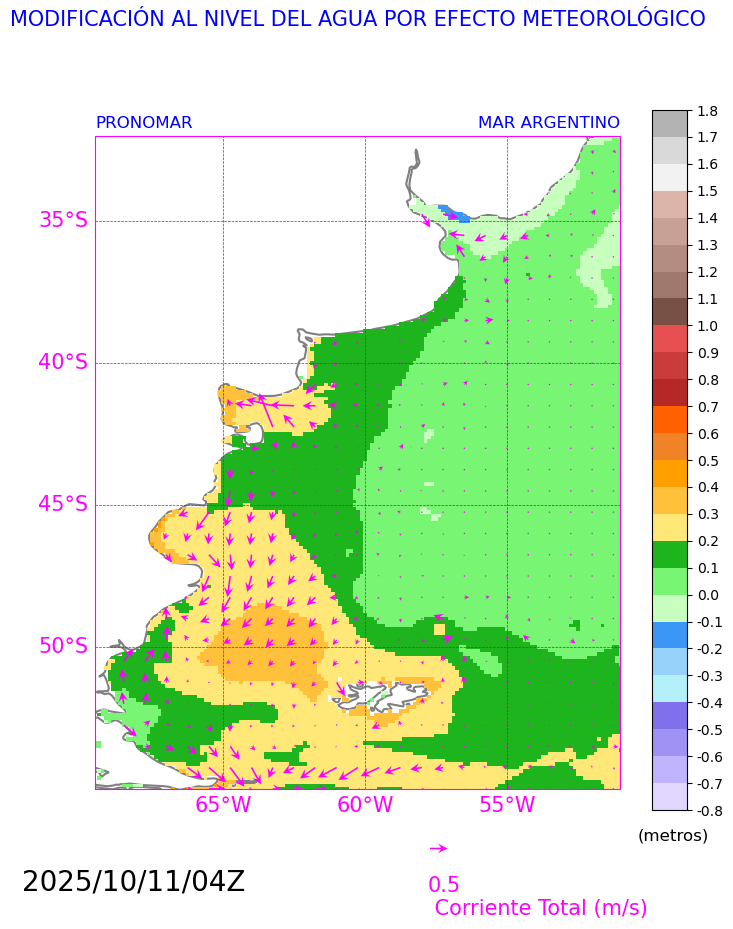 MODIFICACIÓN AL NIVEL DEL AGUA POR EFECTO METEOROLÓGICO
PRONOMAR MAR ARGENTINO
35°S
40°S
45°S
50°S
65°W 60°W 55°W
1.8
1.7
1.6
1.5
1.4
1.3
1.2
1.1
1.0
0.9
0.8
0.7
0.6
0.5
0.4
0.3
0.2
0.1
0.0
-0.1
-0.2
-0.3
-0.4
-0.5
-0.6
-0.7
-0.8
(metros)
2025/10/11/04Z
0.5
Corriente Total (m/s)